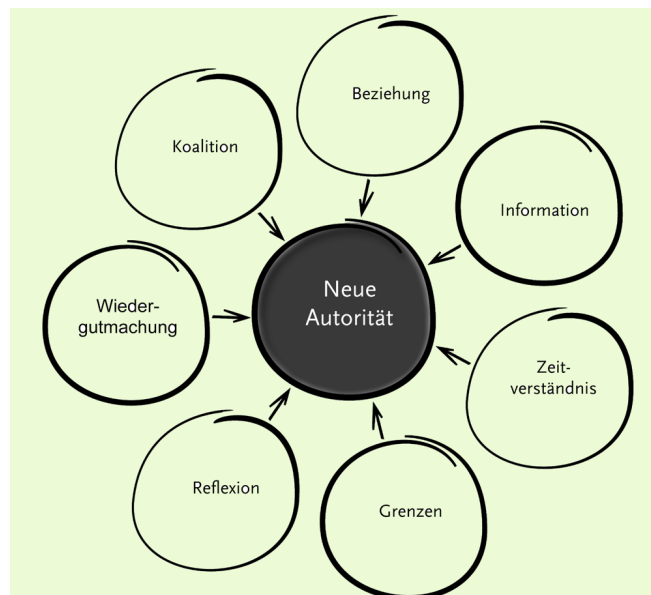 Beziehung
Koalition
Information
Neue
Autorität
Wieder-
gutmachung
Zeit-
verständnis
Reflexion
Grenzen